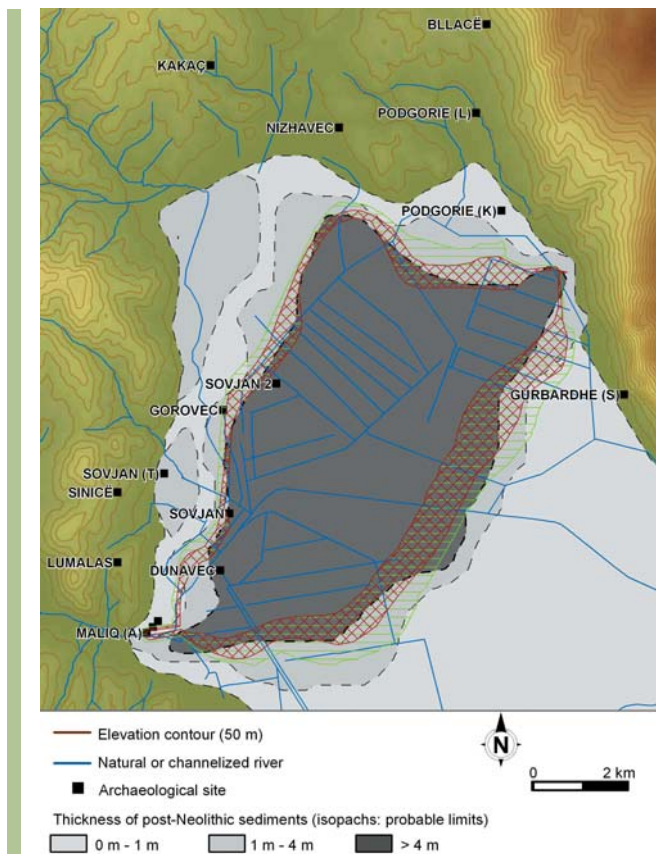 BLLACË
KAKAÇ
PODGORIE (L)
NIZHAVEC
PODGORIE (K)
SOVJAN 2
GOROVEC
GURBARDHE (S)
SOVJAN (T)
SINICË
SOVJAN
LUMALAS
DUNAVEC
MALIQ (A)
Elevation contour (50 m)
Natural or channelized river
Archaeological site
N
0 2 km
Thickness of post-Neolithic sediments (isopachs: probable limits)
0 m - 1 m 1 m - 4 m > 4 m